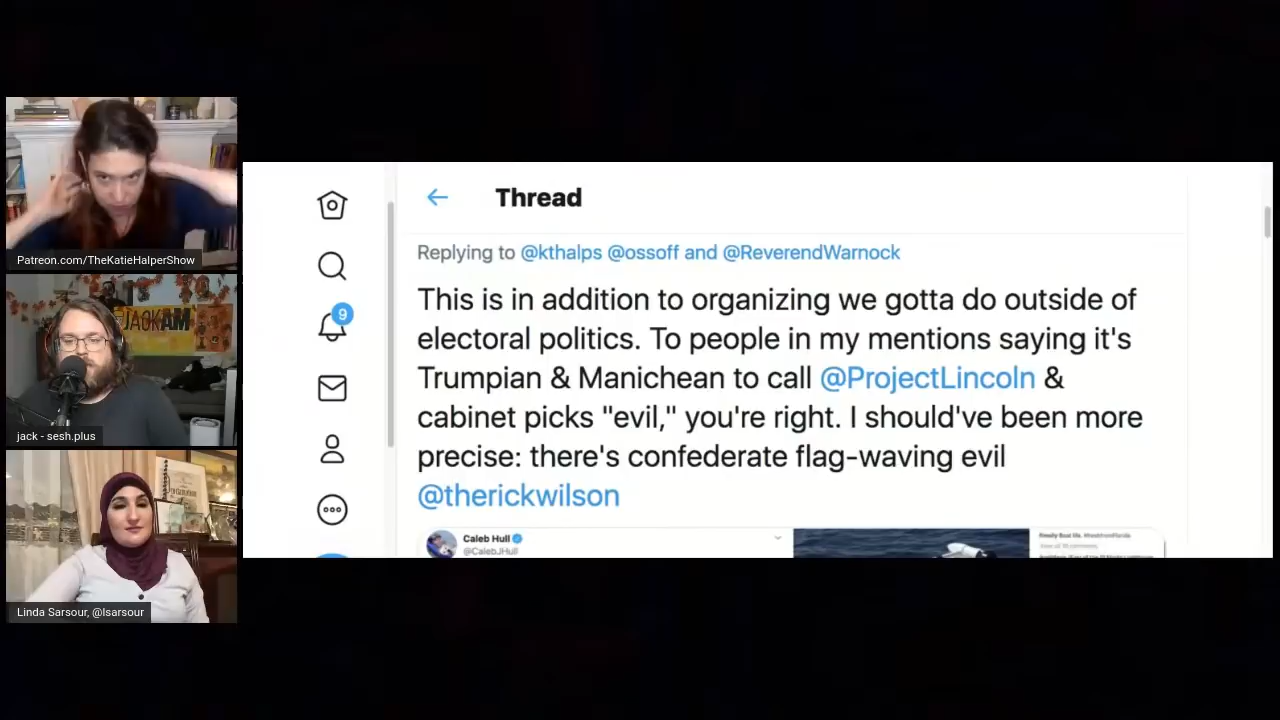 Patreon.com/TheKatieHalperShow
JACKAM
jack - sesh.plus
Linda Sarsour, @lsarsour
9
Thread
Replying to @kthalps @ossoff and @ReverendWarnock
This is in addition to organizing we gotta do outside of
electoral politics. To people in my mentions saying it's
Trumpian & Manichean to call @ProjectLincoln &
cabinet picks "evil," you're right. I should've been more
precise: there's confederate flag-waving evil
@therickwilson
Caleb Hull
@CalebJHull